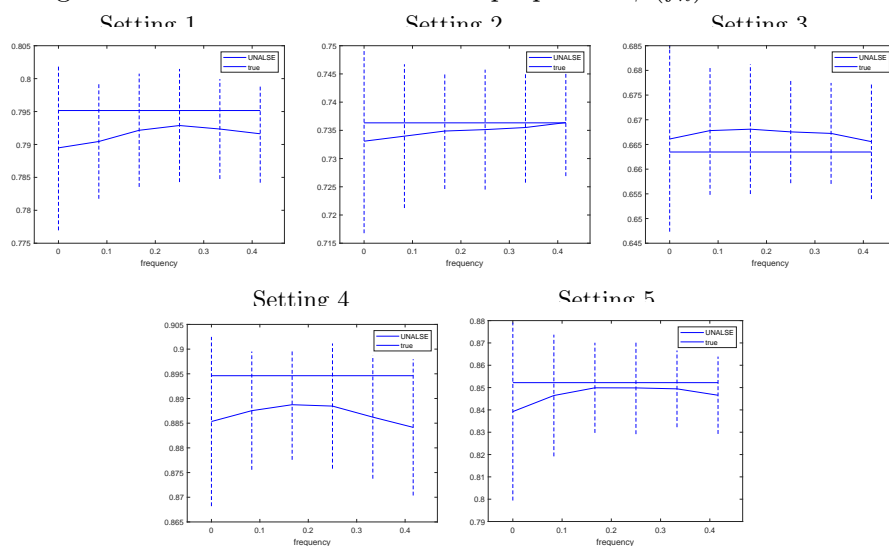 Setting 1 Setting 2 Setting 3
0.805 0.8 0.795 0.79 0.785 0.78 0.775
UNALSE
true
0 0.1 0.2 0.3 0.4
frequency
0.75 0.745 0.74 0.735 0.73 0.725 0.72 0.715
UNALSE
true
0 0.1 0.2 0.3 0.4
frequency
0.685 0.68 0.675 0.67 0.665 0.66 0.655 0.65 0.645
UNALSE
true
0 0.1 0.2 0.3 0.4
frequency
Setting 4 Setting 5
0.905 0.9 0.895 0.89 0.885 0.88 0.875 0.87 0.865
UNALSE
true
0 0.1 0.2 0.3 0.4
frequency
0.88 0.87 0.86 0.85 0.84 0.83 0.82 0.81 0.8 0.79
UNALSE
true
0 0.1 0.2 0.3 0.4
frequency